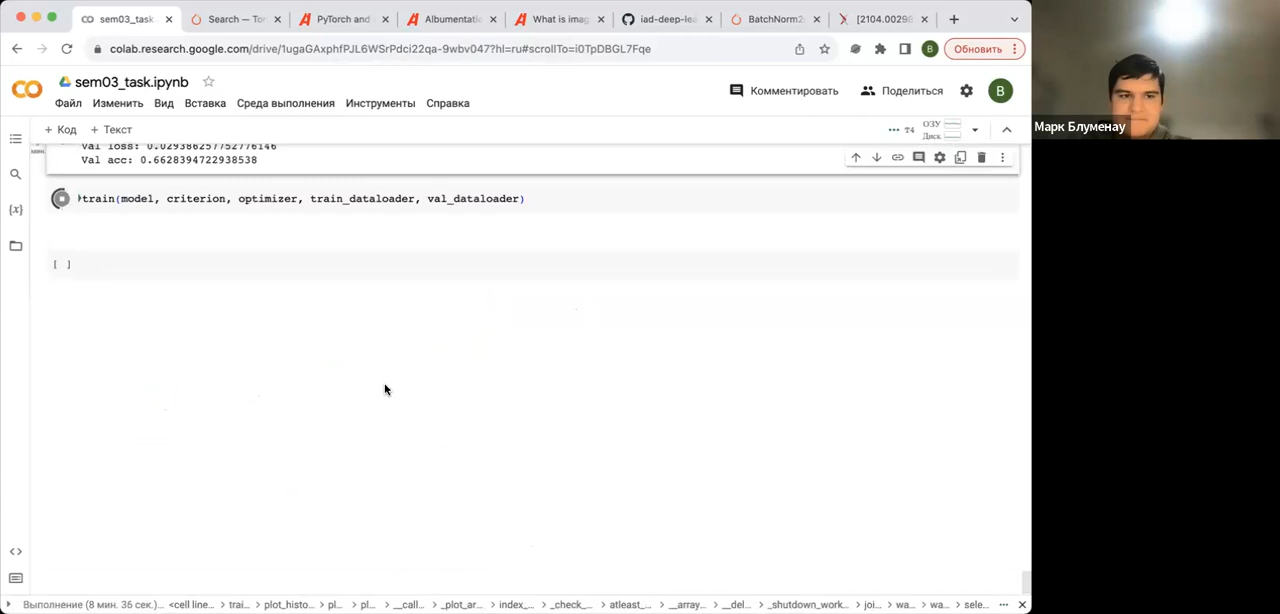 sem03_task
Search — To
PyTorch and
Albumentatio
What is imag
iad-deep-lea
BatchNorm2
[2104.0029
colab.research.google.com/drive/1ugaGAxphfPJL6WSrPdci22qa-9wbv047?hl=ru#scrollTo=i0TpDBGL7Fqe
B
Обновить
CO
sem03_task.ipynb
Комментировать
Поделиться
B
Файл Изменить Вид Вставка Среда выполнения Инструменты Справка
+ Код + Текст
T4
ОЗУ
Диск
Val loss: 0.029386257752776146
Val acc: 0.6628394722938538
train(model, criterion, optimizer, train_dataloader, val_dataloader)
[ ]
{x}
<>
Выполнение (8 мин. 36 сек.)... <cell line... trai... plot_histo... pl... pl... __call... _plot_ar... index_... _check_... atleast_... __array... __del... _shutdown_work... joi... wa... wa... sele...
Марк Блуменау